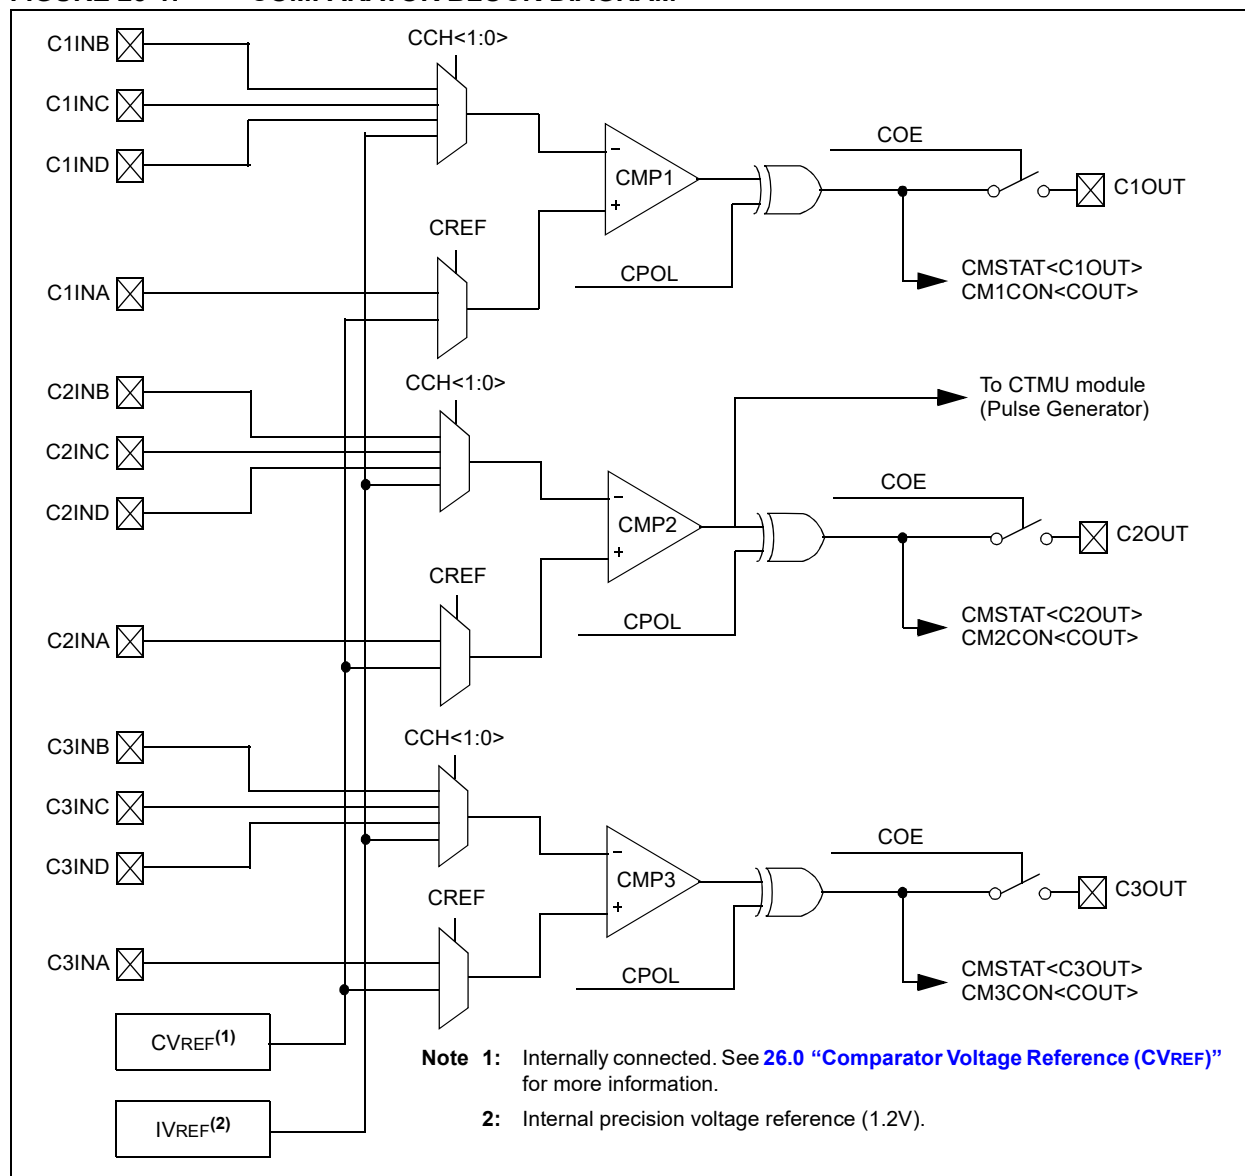 C1INB
CCH<1:0>
C1INC
C1IND
COE
CMP1
C1OUT
CREF
CPOL
CMSTAT<C1OUT>
CM1CON<COUT>
C1INA
C2INB
CCH<1:0>
To CTMU module
(Pulse Generator)
C2INC
C2IND
COE
CMP2
C2OUT
CREF
CPOL
CMSTAT<C2OUT>
CM2CON<COUT>
C2INA
C3INB
CCH<1:0>
C3INC
C3IND
COE
CMP3
C3OUT
CREF
CPOL
CMSTAT<C3OUT>
CM3CON<COUT>
C3INA
CVREF(1)
Note 1: Internally connected. See 26.0 “Comparator Voltage Reference (CVREF)”
for more information.
IVREF(2)
2: Internal precision voltage reference (1.2V).